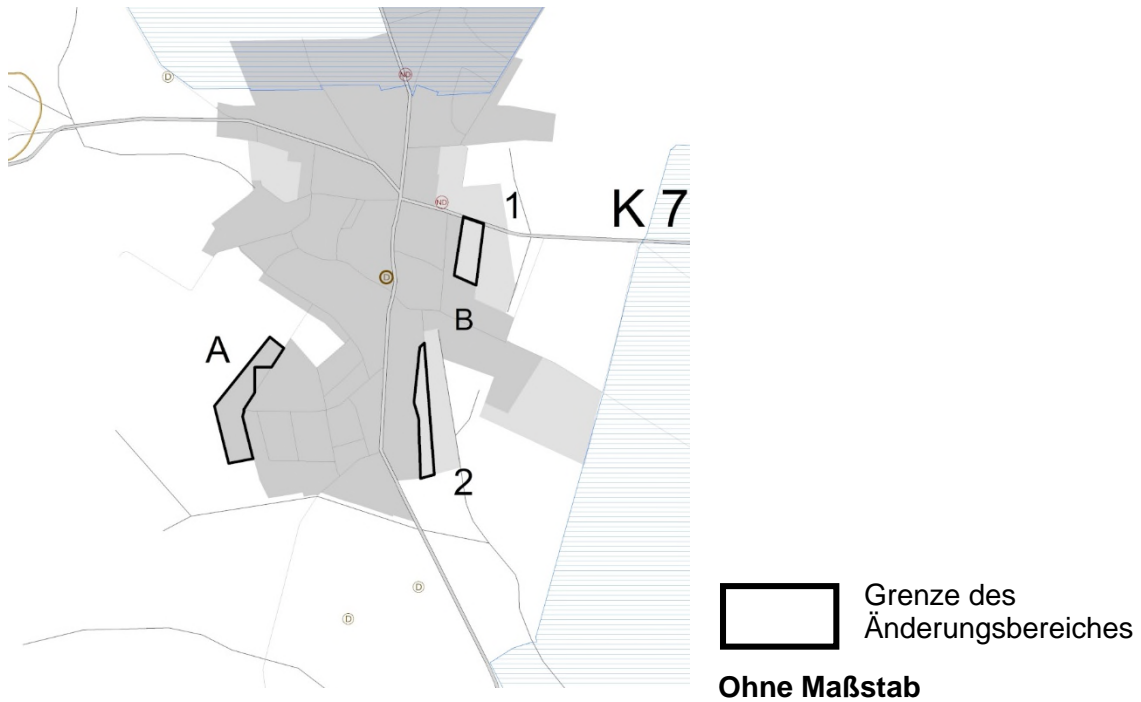 D
ND
ND
1
K 7
D
B
A
2
D
D
Grenze des
Änderungsbereiches
Ohne Maßstab